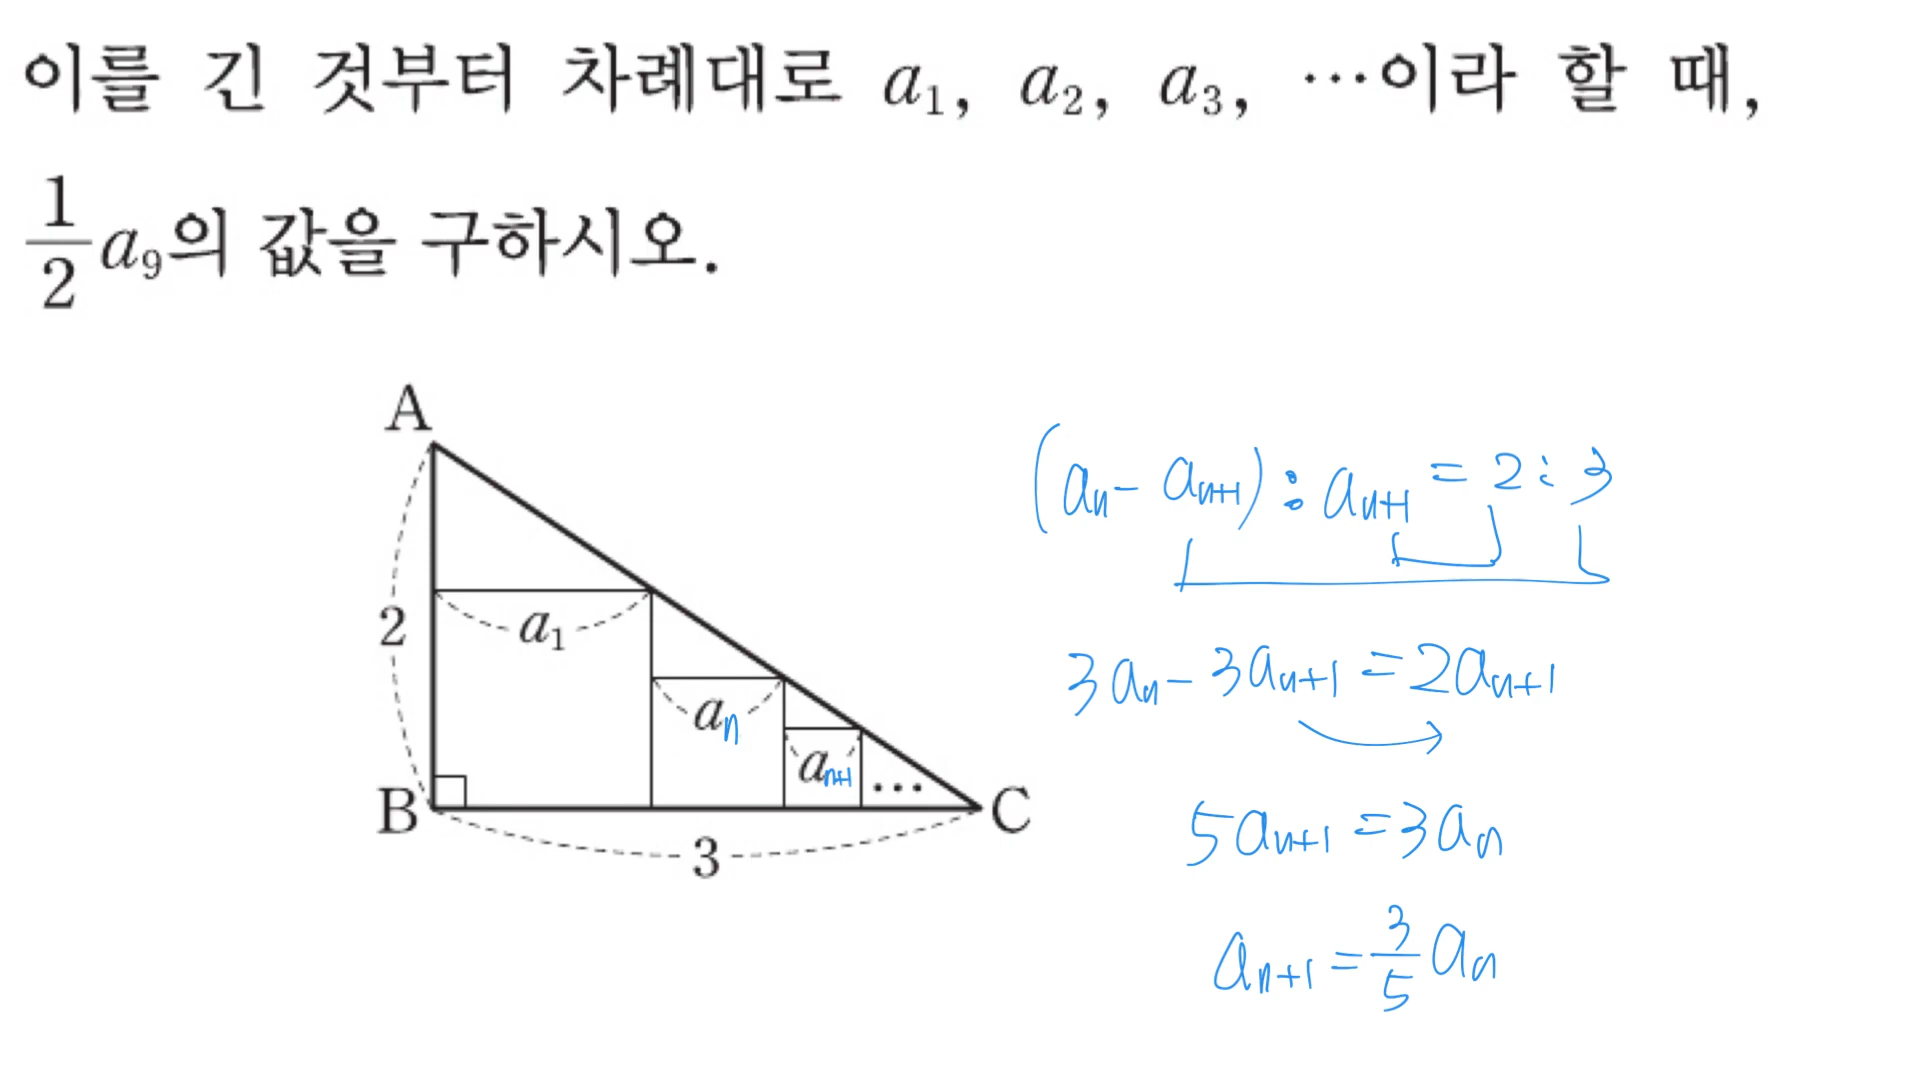 이를 긴 것부터 차례대로 a₁, a₂, a₃, …이라 할 때,
1/2 a₉의 값을 구하시오.
A
(aₙ - aₙ₊₁) : aₙ₊₁ = 2 : 3
2
a₁
3aₙ - 3aₙ₊₁ = 2aₙ₊₁
aₙ
aₙ₊₁
…
B
C
3
5aₙ₊₁ = 3aₙ
aₙ₊₁ = 3/5 aₙ